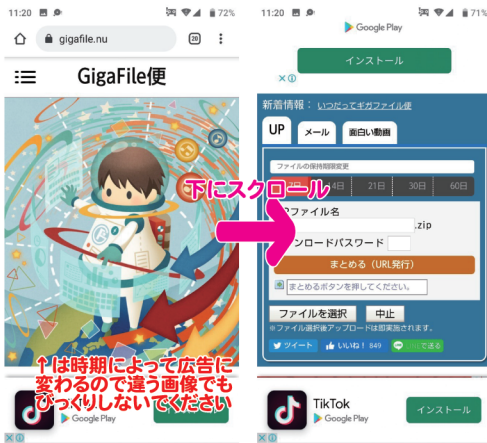 11:20
72%
gigafile.nu
20
GigaFile便
下にスクロール
↑は時期によって広告に
変わるので違う画像でも
びっくりしないでください
Google Play
インストール
11:20
71%
Google Play
インストール
新着情報： いつだってギガファイル便
UP
メール
面白い動画
ファイルの保持期限変更
14日
21日
30日
60日
ファイル名
.zip
ンロードパスワード
まとめる（URL発行）
まとめるボタンを押してください。
ファイルを選択
中止
※ファイル選択後アップロードは即実施されます。
ツイート
いいね！ 849
で送る
TikTok
Google Play
インストール